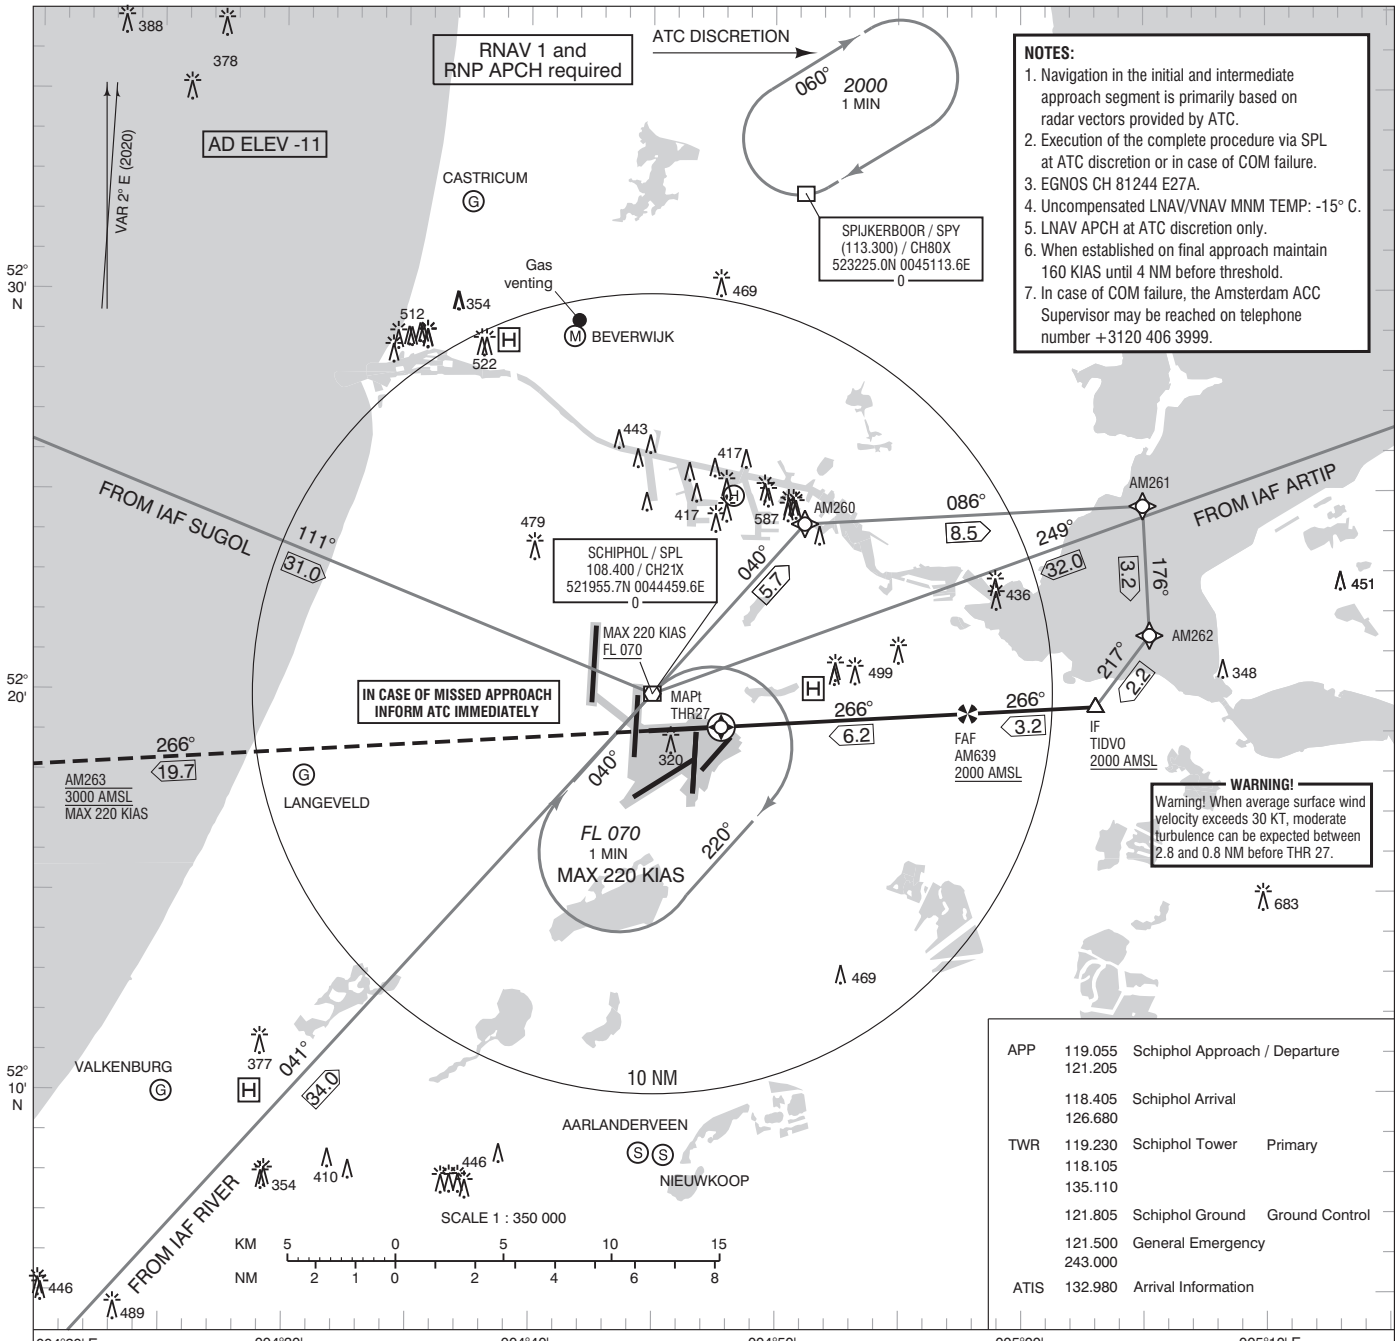 388
378
AD ELEV -11
VAR 2° E (2020)
RNAV 1 and
RNP APCH required
ATC DISCRETION
060°
2000
1 MIN
NOTES:
1. Navigation in the initial and intermediate
approach segment is primarily based on
radar vectors provided by ATC.
2. Execution of the complete procedure via SPL
at ATC discretion or in case of COM failure.
3. EGNOS CH 81244 E27A.
4. Uncompensated LNAV/VNAV MNM TEMP: -15° C.
5. LNAV APCH at ATC discretion only.
6. When established on final approach maintain
160 KIAS until 4 NM before threshold.
7. In case of COM failure, the Amsterdam ACC
Supervisor may be reached on telephone
number +3120 406 3999.
CASTRICUM
G
SPIJKERBOOR / SPY
(113.300) / CH80X
523225.0N 0045113.6E
0
52°
30'
N
Gas
venting
354
469
512
522
H
M BEVERWIJK
443
417
H
417
587
AM260
086°
8.5
AM261
FROM IAF SUGOL
111°
31.0
FROM IAF ARTIP
249°
32.0
479
SCHIPHOL / SPL
108.400 / CH21X
521955.7N 0044459.6E
0
040°
5.7
176°
3.2
436
451
AM262
MAX 220 KIAS
FL 070
499
H
217°
2.2
348
52°
20'
N
IN CASE OF MISSED APPROACH
INFORM ATC IMMEDIATELY
MAPt
THR27
266°
6.2
266°
3.2
FAF
AM639
2000 AMSL
IF
TIDVO
2000 AMSL
266°
19.7
AM263
3000 AMSL
MAX 220 KIAS
G
LANGEVELD
320
040°
FL 070
1 MIN
MAX 220 KIAS
220°
WARNING!
Warning! When average surface wind
velocity exceeds 30 KT, moderate
turbulence can be expected between
2.8 and 0.8 NM before THR 27.
683
469
377
VALKENBURG
G
H
041°
34.0
52°
10'
N
10 NM
AARLANDERVEEN
S
S
NIEUWKOOP
354
410
446
FROM IAF RIVER
446
489
SCALE 1 : 350 000
KM 5 0 5 10 15
NM 2 1 0 2 4 6 8
APP 119.055 Schiphol Approach / Departure
121.205
118.405 Schiphol Arrival
126.680
TWR 119.230 Schiphol Tower Primary
118.105
135.110
121.805 Schiphol Ground Ground Control
121.500 General Emergency
243.000
ATIS 132.980 Arrival Information